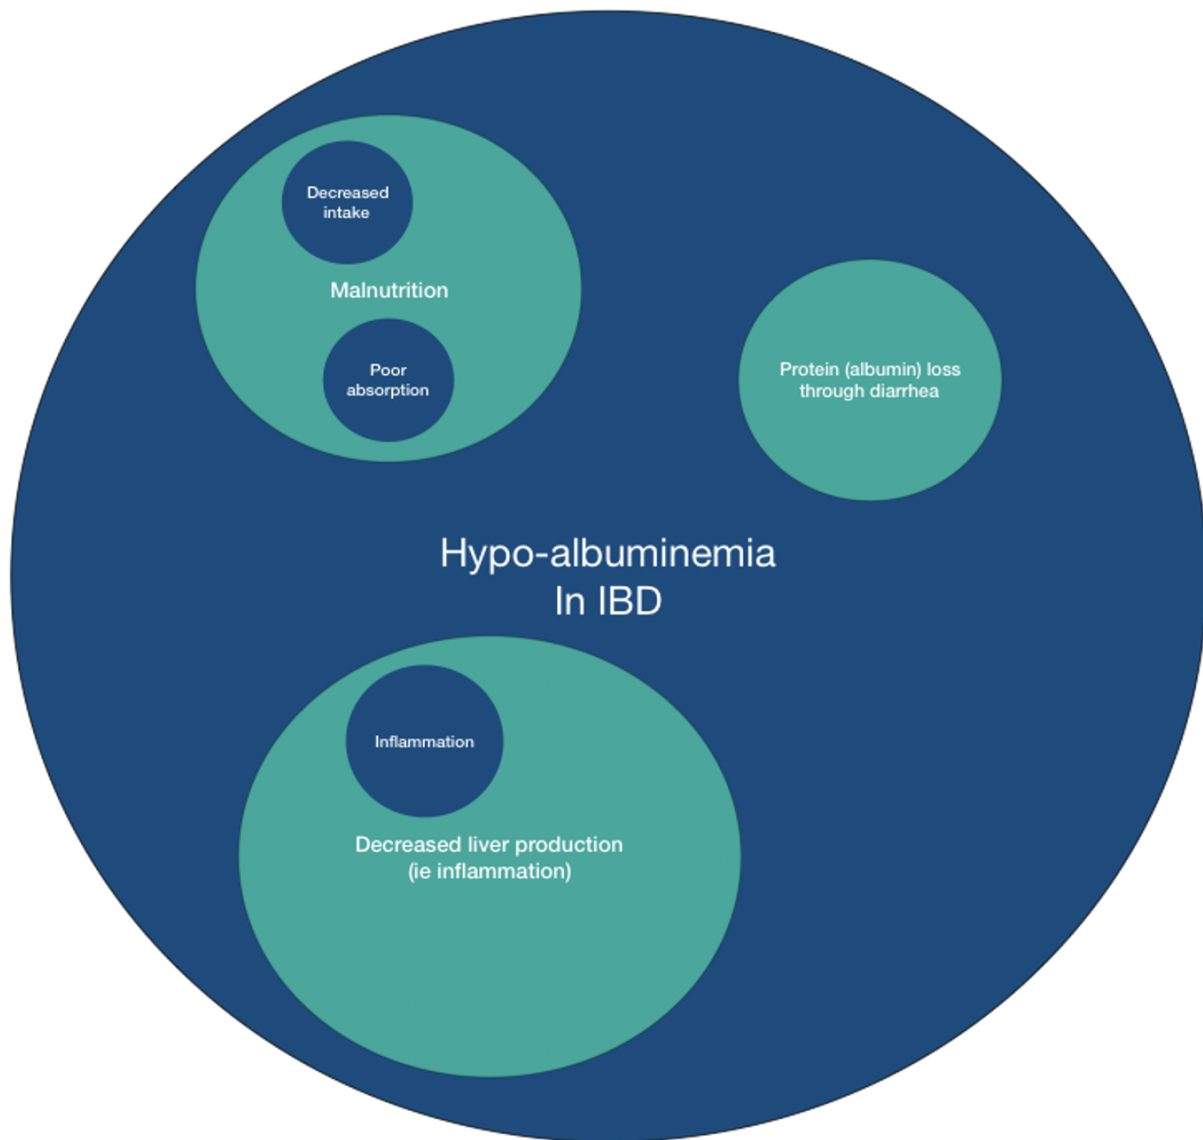 Decreased
intake
Malnutrition
Poor
absorption
Protein (albumin) loss
through diarrhea
Hypo-albuminemia
In IBD
Inflammation
Decreased liver production
(ie inflammation)